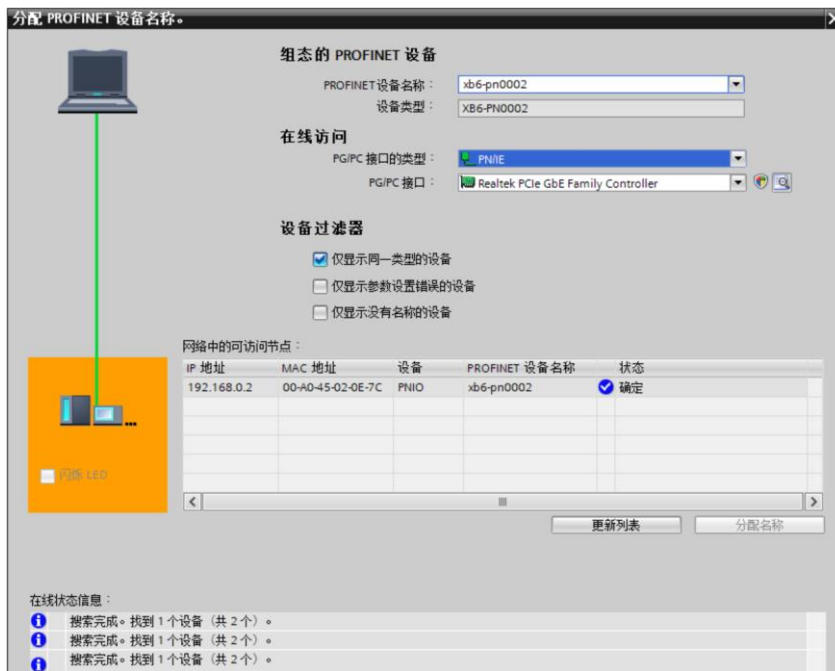 分配 PROFINET 设备名称。
组态的 PROFINET 设备
PROFINET设备名称： xb6-pn0002
设备类型： XB6-PN0002
在线访问
PG/PC 接口的类型： PN/IE
PG/PC 接口： Realtek PCIe GbE Family Controller
设备过滤器
仅显示同一类型的设备
仅显示参数设置错误的设备
仅显示没有名称的设备
网络中的可访问节点：
IP 地址 MAC 地址 设备 PROFINET 设备名称 状态
192.168.0.2 00-A0-45-02-0E-7C PNIO xb6-pn0002 确定
闪烁 LED
更新列表 分配名称
在线状态信息：
搜索完成。找到 1 个设备（共 2 个）。
搜索完成。找到 1 个设备（共 2 个）。
搜索完成。找到 1 个设备（共 2 个）。